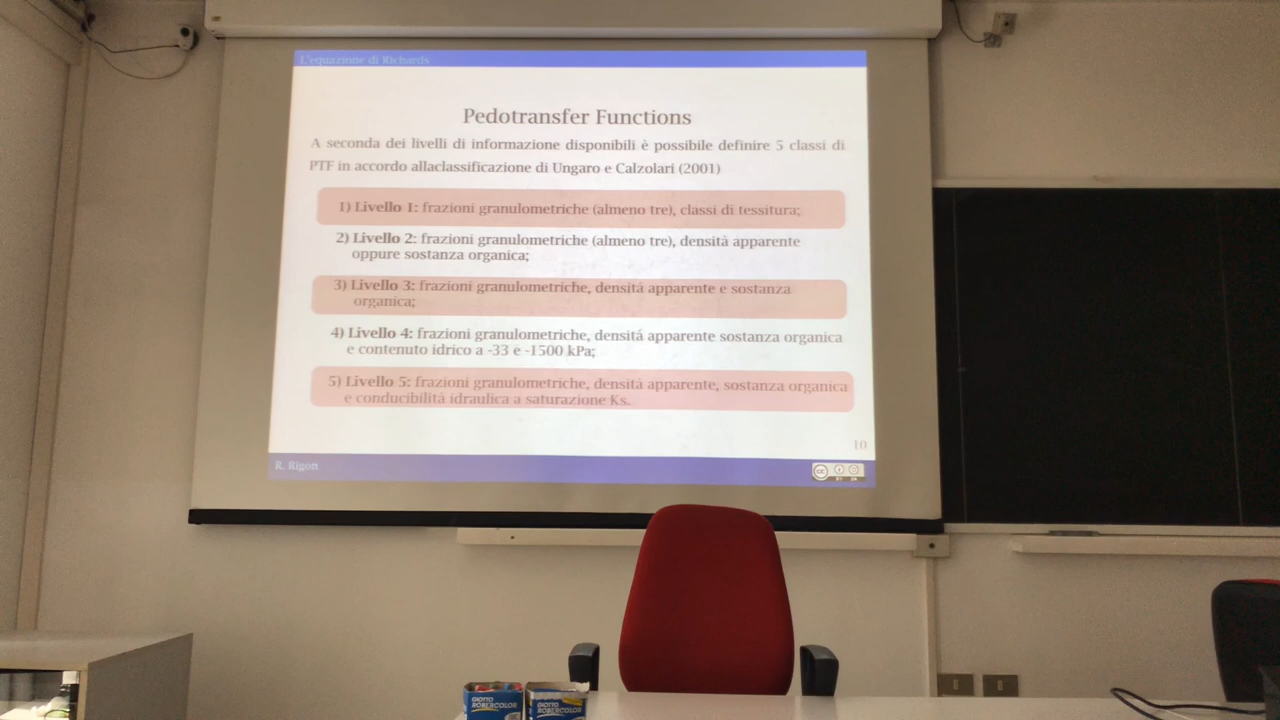 L'equazione di Richards
Pedotransfer Functions
A seconda dei livelli di informazione disponibili è possibile definire 5 classi di
PTF in accordo allaclassificazione di Ungaro e Calzolari (2001)
1) Livello 1: frazioni granulometriche (almeno tre), classi di tessitura;
2) Livello 2: frazioni granulometriche (almeno tre), densità apparente
oppure sostanza organica;
3) Livello 3: frazioni granulometriche, densitá apparente e sostanza
organica;
4) Livello 4: frazioni granulometriche, densitá apparente sostanza organica
e contenuto idrico a -33 e -1500 kPa;
5) Livello 5: frazioni granulometriche, densitá apparente, sostanza organica
e conducibilitá idraulica a saturazione Ks.
10
R. Rigon
cc
BY SA
GIOTTO
ROBERCOLOR
GIOTTO
ROBERCOLOR